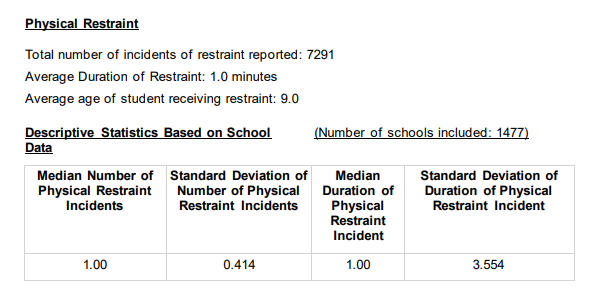 Physical Restraint
Total number of incidents of restraint reported: 7291
Average Duration of Restraint: 1.0 minutes
Average age of student receiving restraint: 9.0
Descriptive Statistics Based on School Data
(Number of schools included: 1477)
Median Number of Physical Restraint Incidents
Standard Deviation of Number of Physical Restraint Incidents
Median Duration of Physical Restraint Incident
Standard Deviation of Duration of Physical Restraint Incident
1.00 0.414 1.00 3.554